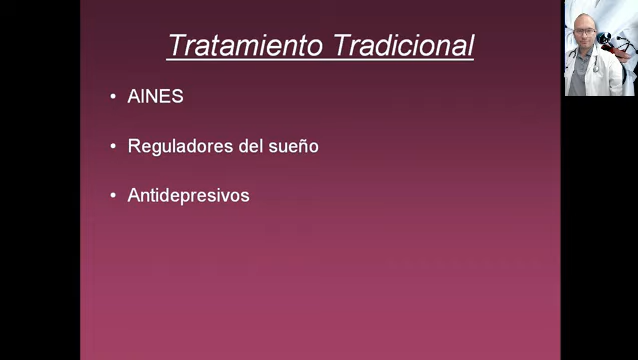 Tratamiento Tradicional
• AINES
• Reguladores del sueño
• Antidepresivos